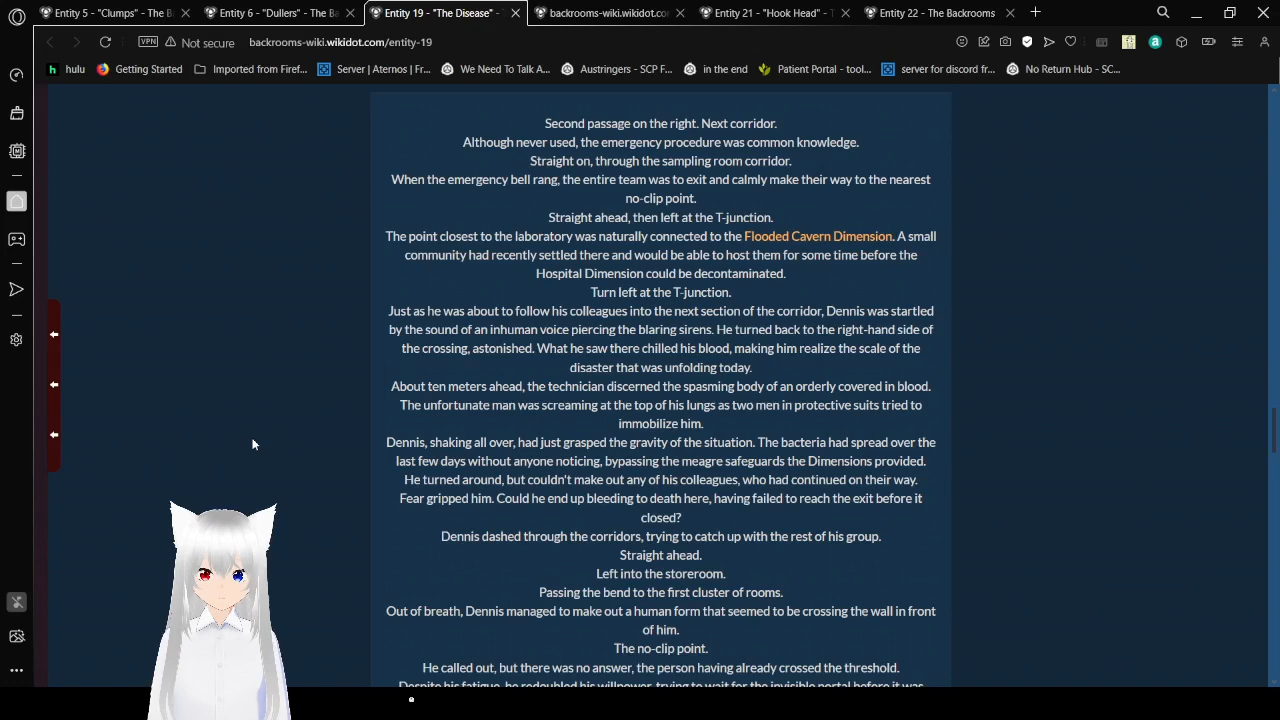 Entity 5 - "Clumps" - The B
Entity 6 - "Dullers" - The Ba
Entity 19 - "The Disease" -
backrooms-wiki.wikidot.co
Entity 21 - "Hook Head" - T
Entity 22 - The Backrooms
VPN Not secure backrooms-wiki.wikidot.com/entity-19
hulu Getting Started Imported from Firef... Server | Aternos | Fr... We Need To Talk A... Austringers - SCP F... in the end Patient Portal - tool... server for discord fr... No Return Hub - SC...
Second passage on the right. Next corridor.
Although never used, the emergency procedure was common knowledge.
Straight on, through the sampling room corridor.
When the emergency bell rang, the entire team was to exit and calmly make their way to the nearest
no-clip point.
Straight ahead, then left at the T-junction.
The point closest to the laboratory was naturally connected to the Flooded Cavern Dimension. A small
community had recently settled there and would be able to host them for some time before the
Hospital Dimension could be decontaminated.
Turn left at the T-junction.
Just as he was about to follow his colleagues into the next section of the corridor, Dennis was startled
by the sound of an inhuman voice piercing the blaring sirens. He turned back to the right-hand side of
the crossing, astonished. What he saw there chilled his blood, making him realize the scale of the
disaster that was unfolding today.
About ten meters ahead, the technician discerned the spasming body of an orderly covered in blood.
The unfortunate man was screaming at the top of his lungs as two men in protective suits tried to
immobilize him.
Dennis, shaking all over, had just grasped the gravity of the situation. The bacteria had spread over the
last few days without anyone noticing, bypassing the meagre safeguards the Dimensions provided.
He turned around, but couldn't make out any of his colleagues, who had continued on their way.
Fear gripped him. Could he end up bleeding to death here, having failed to reach the exit before it
closed?
Dennis dashed through the corridors, trying to catch up with the rest of his group.
Straight ahead.
Left into the storeroom.
Passing the bend to the first cluster of rooms.
Out of breath, Dennis managed to make out a human form that seemed to be crossing the wall in front
of him.
The no-clip point.
He called out, but there was no answer, the person having already crossed the threshold.
Despite his fatigue, he redoubled his willpower, trying to wait for the invisible portal before it was